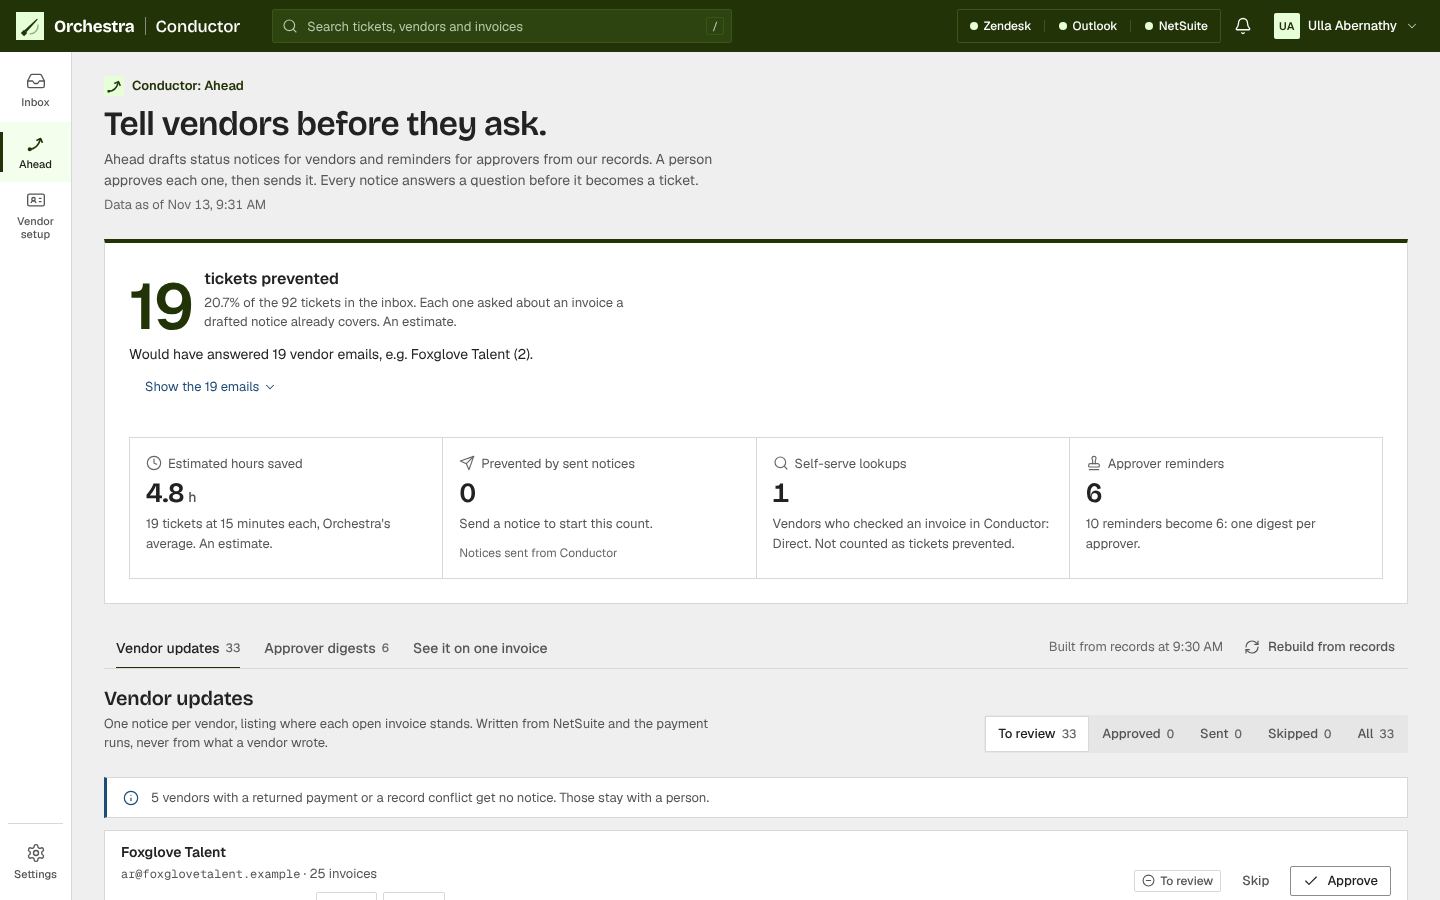 Orchestra | Conductor
Search tickets, vendors and invoices /
Zendesk
Outlook
NetSuite
UA
Ulla Abernathy
Inbox
Ahead
Vendor
setup
Settings
Conductor: Ahead
Tell vendors before they ask.
Ahead drafts status notices for vendors and reminders for approvers from our records. A person
approves each one, then sends it. Every notice answers a question before it becomes a ticket.
Data as of Nov 13, 9:31 AM
19
tickets prevented
20.7% of the 92 tickets in the inbox. Each one asked about an invoice a
drafted notice already covers. An estimate.
Would have answered 19 vendor emails, e.g. Foxglove Talent (2).
Show the 19 emails
Estimated hours saved
4.8 h
19 tickets at 15 minutes each, Orchestra's
average. An estimate.
Prevented by sent notices
0
Send a notice to start this count.
Notices sent from Conductor
Self-serve lookups
1
Vendors who checked an invoice in Conductor:
Direct. Not counted as tickets prevented.
Approver reminders
6
10 reminders become 6: one digest per
approver.
Vendor updates 33
Approver digests 6
See it on one invoice
Built from records at 9:30 AM
Rebuild from records
Vendor updates
One notice per vendor, listing where each open invoice stands. Written from NetSuite and the payment
runs, never from what a vendor wrote.
To review 33
Approved 0
Sent 0
Skipped 0
All 33
5 vendors with a returned payment or a record conflict get no notice. Those stay with a person.
Foxglove Talent
ar@foxglovetalent.example · 25 invoices
To review
Skip
Approve